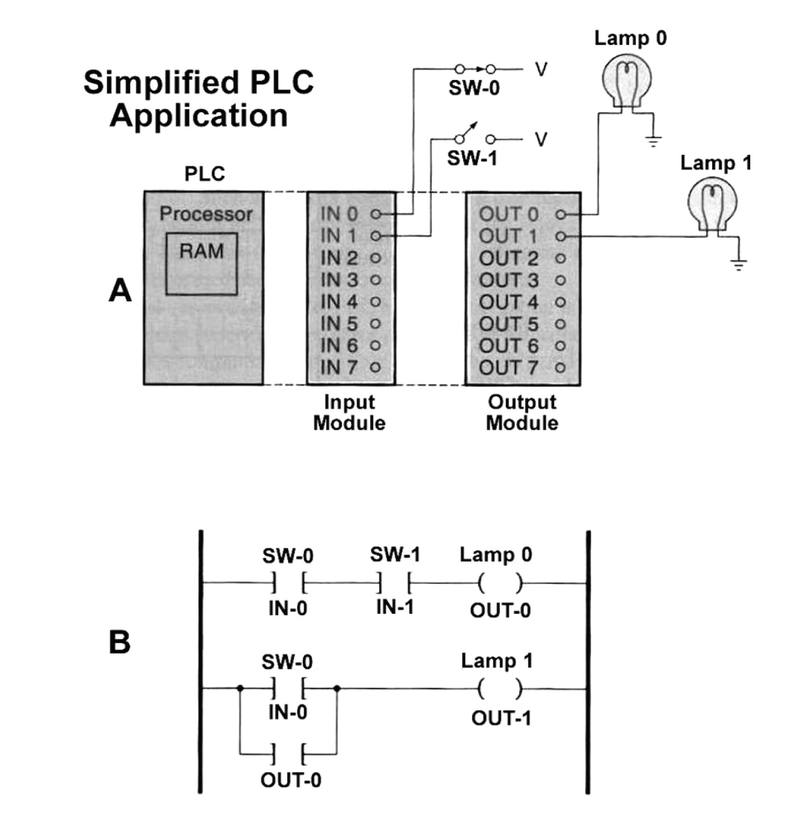 Lamp 0
V
SW-0
Simplified PLC
Application
V
SW-1
Lamp 1
PLC
Processor
RAM
A
IN 0
IN 1
IN 2
IN 3
IN 4
IN 5
IN 6
IN 7
OUT 0
OUT 1
OUT 2
OUT 3
OUT 4
OUT 5
OUT 6
OUT 7
Input
Module
Output
Module
B
SW-0 SW-1 Lamp 0
IN-0 IN-1 OUT-0
SW-0 Lamp 1
IN-0 OUT-1
OUT-0